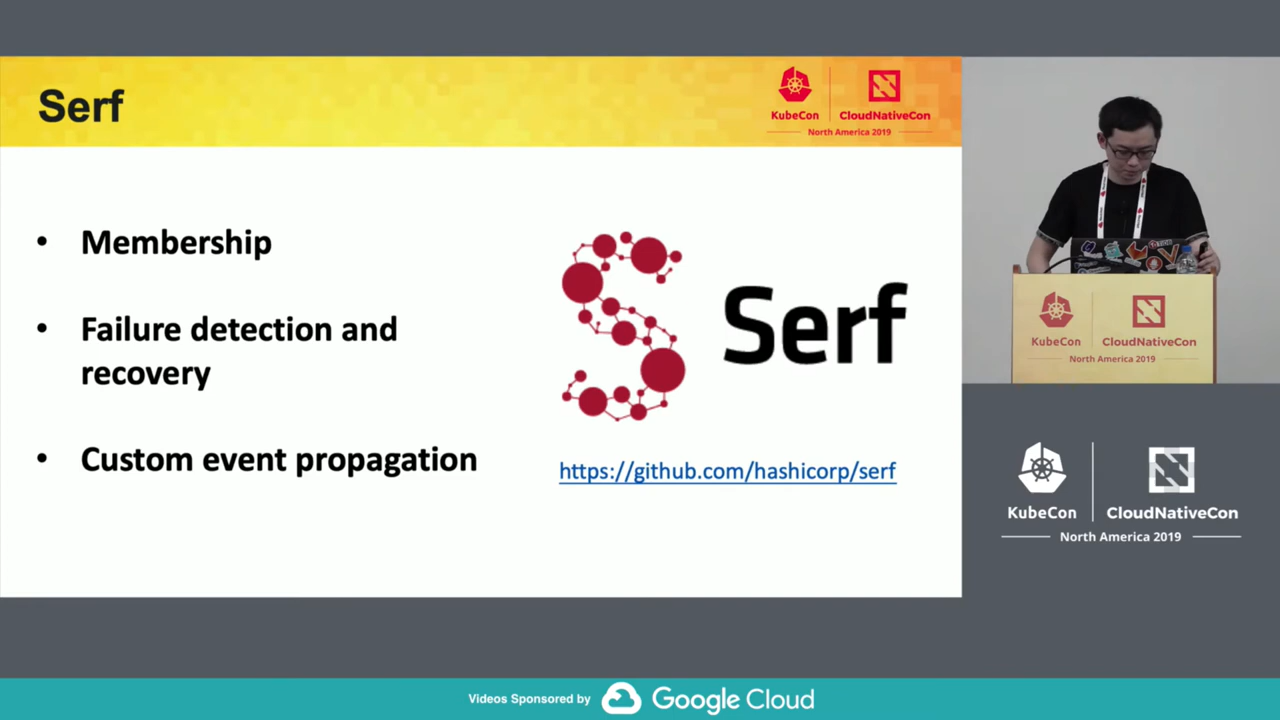 Serf
KubeCon
CloudNativeCon
North America 2019
• Membership
• Failure detection and
recovery
• Custom event propagation
Serf
https://github.com/hashicorp/serf
KubeCon
CloudNativeCon
North America 2019
KubeCon
CloudNativeCon
North America 2019
Videos Sponsored by
Google Cloud